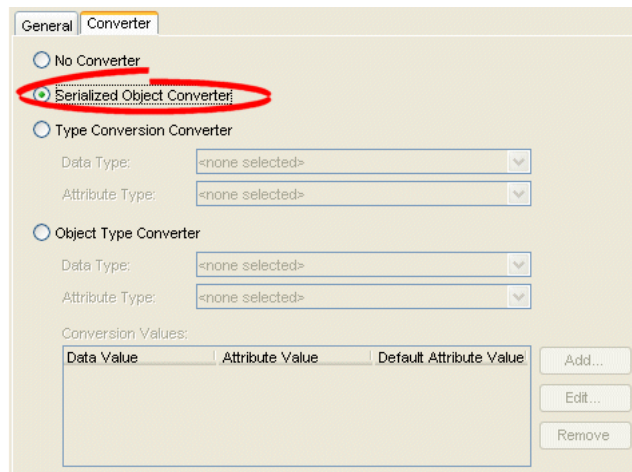 General Converter
No Converter
Serialized Object Converter
Type Conversion Converter
Data Type: <none selected>
Attribute Type: <none selected>
Object Type Converter
Data Type: <none selected>
Attribute Type: <none selected>
Conversion Values:
Data Value Attribute Value Default Attribute Value
Add...
Edit...
Remove